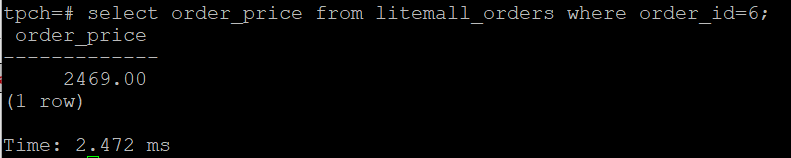 tpch=# select order_price from litemall_orders where order_id=6;
order_price
-------------
2469.00
(1 row)
Time: 2.472 ms